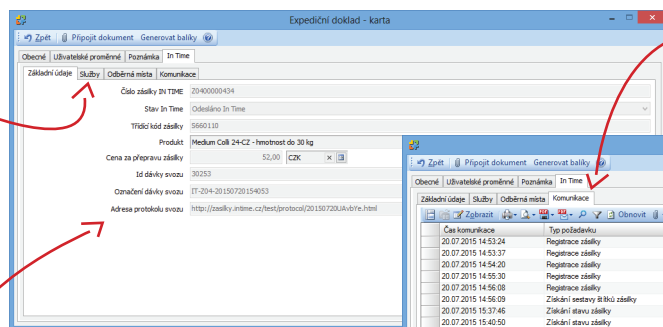 Expediční doklad - karta
Zpět Připojit dokument Generovat balíky
Obecné Uživatelské proměnné Poznámka In Time
Základní údaje Služby Odběrná místa Komunikace
Číslo zásilky IN TIME Z0400000434
Stav In Time Odesláno In Time
Třídící kód zásilky S660110
Produkt Medium Colli 24-CZ - hmotnost do 30 kg
Cena za přepravu zásilky 52,00 CZK
Id dávky svozu 30253
Označení dávky svozu IT-Z04-20150720154053
Adresa protokolu svozu http://zasilky.intime.cz/test/protocol/20150720UAvbYe.html
Zpět Připojit dokument Generovat balíky
Obecné Uživatelské proměnné Poznámka In Time
Základní údaje Služby Odběrná místa Komunikace
Zobrazit Obnovit
Čas komunikace Typ požadavku
20.07.2015 14:53:24 Registrace zásilky
20.07.2015 14:53:37 Registrace zásilky
20.07.2015 14:54:20 Registrace zásilky
20.07.2015 14:55:30 Registrace zásilky
20.07.2015 14:56:08 Registrace zásilky
20.07.2015 14:56:09 Získání sestavy štítků zásilky
20.07.2015 15:37:46 Získání stavu zásilky
20.07.2015 15:40:50 Získání stavu zásilky